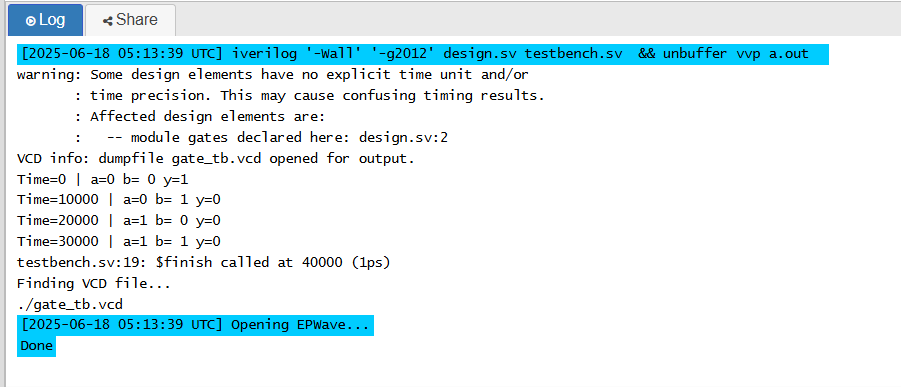 Log Share
[2025-06-18 05:13:39 UTC] iverilog '-Wall' '-g2012' design.sv testbench.sv  && unbuffer vvp a.out
warning: Some design elements have no explicit time unit and/or
       : time precision. This may cause confusing timing results.
       : Affected design elements are:
       :   -- module gates declared here: design.sv:2
VCD info: dumpfile gate_tb.vcd opened for output.
Time=0 | a=0 b= 0 y=1
Time=10000 | a=0 b= 1 y=0
Time=20000 | a=1 b= 0 y=0
Time=30000 | a=1 b= 1 y=0
testbench.sv:19: $finish called at 40000 (1ps)
Finding VCD file...
./gate_tb.vcd
[2025-06-18 05:13:39 UTC] Opening EPWave...
Done